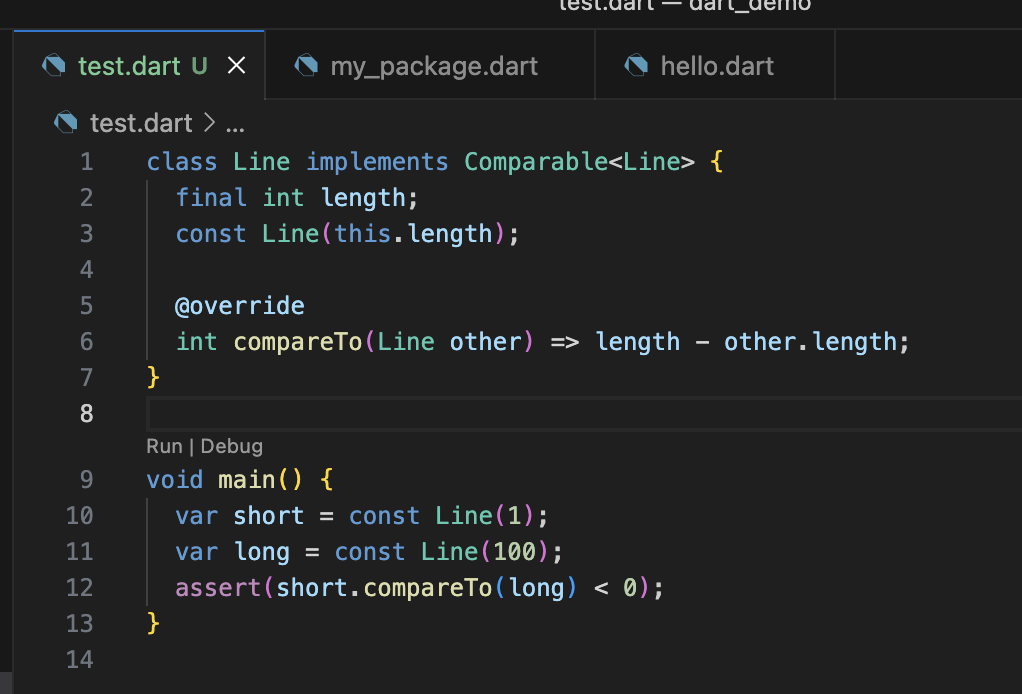 test.dart — dart_demo
test.dart U my_package.dart hello.dart
test.dart > ...
1 class Line implements Comparable<Line> {
2 final int length;
3 const Line(this.length);
4
5 @override
6 int compareTo(Line other) => length - other.length;
7 }
8
Run | Debug
9 void main() {
10 var short = const Line(1);
11 var long = const Line(100);
12 assert(short.compareTo(long) < 0);
13 }
14